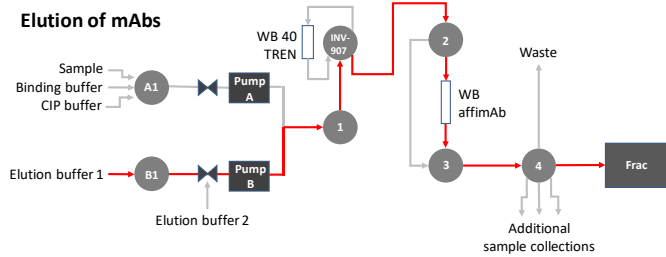 Elution of mAbs
WB 40
TREN
INV-
907
2
Waste
Sample
Binding buffer
CIP buffer
A1
Pump
A
WB
affimAb
1
Elution buffer 1
B1
Pump
B
3
4
Frac
Elution buffer 2
Additional
sample collections